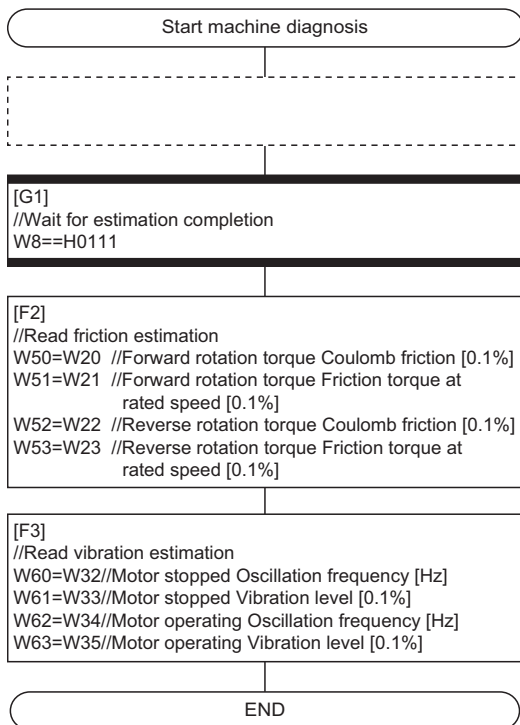 Start machine diagnosis
[G1]
//Wait for estimation completion
W8==H0111
[F2]
//Read friction estimation
W50=W20 //Forward rotation torque Coulomb friction [0.1%]
W51=W21 //Forward rotation torque Friction torque at
rated speed [0.1%]
W52=W22 //Reverse rotation torque Coulomb friction [0.1%]
W53=W23 //Reverse rotation torque Friction torque at
rated speed [0.1%]
[F3]
//Read vibration estimation
W60=W32//Motor stopped Oscillation frequency [Hz]
W61=W33//Motor stopped Vibration level [0.1%]
W62=W34//Motor operating Oscillation frequency [Hz]
W63=W35//Motor operating Vibration level [0.1%]
END